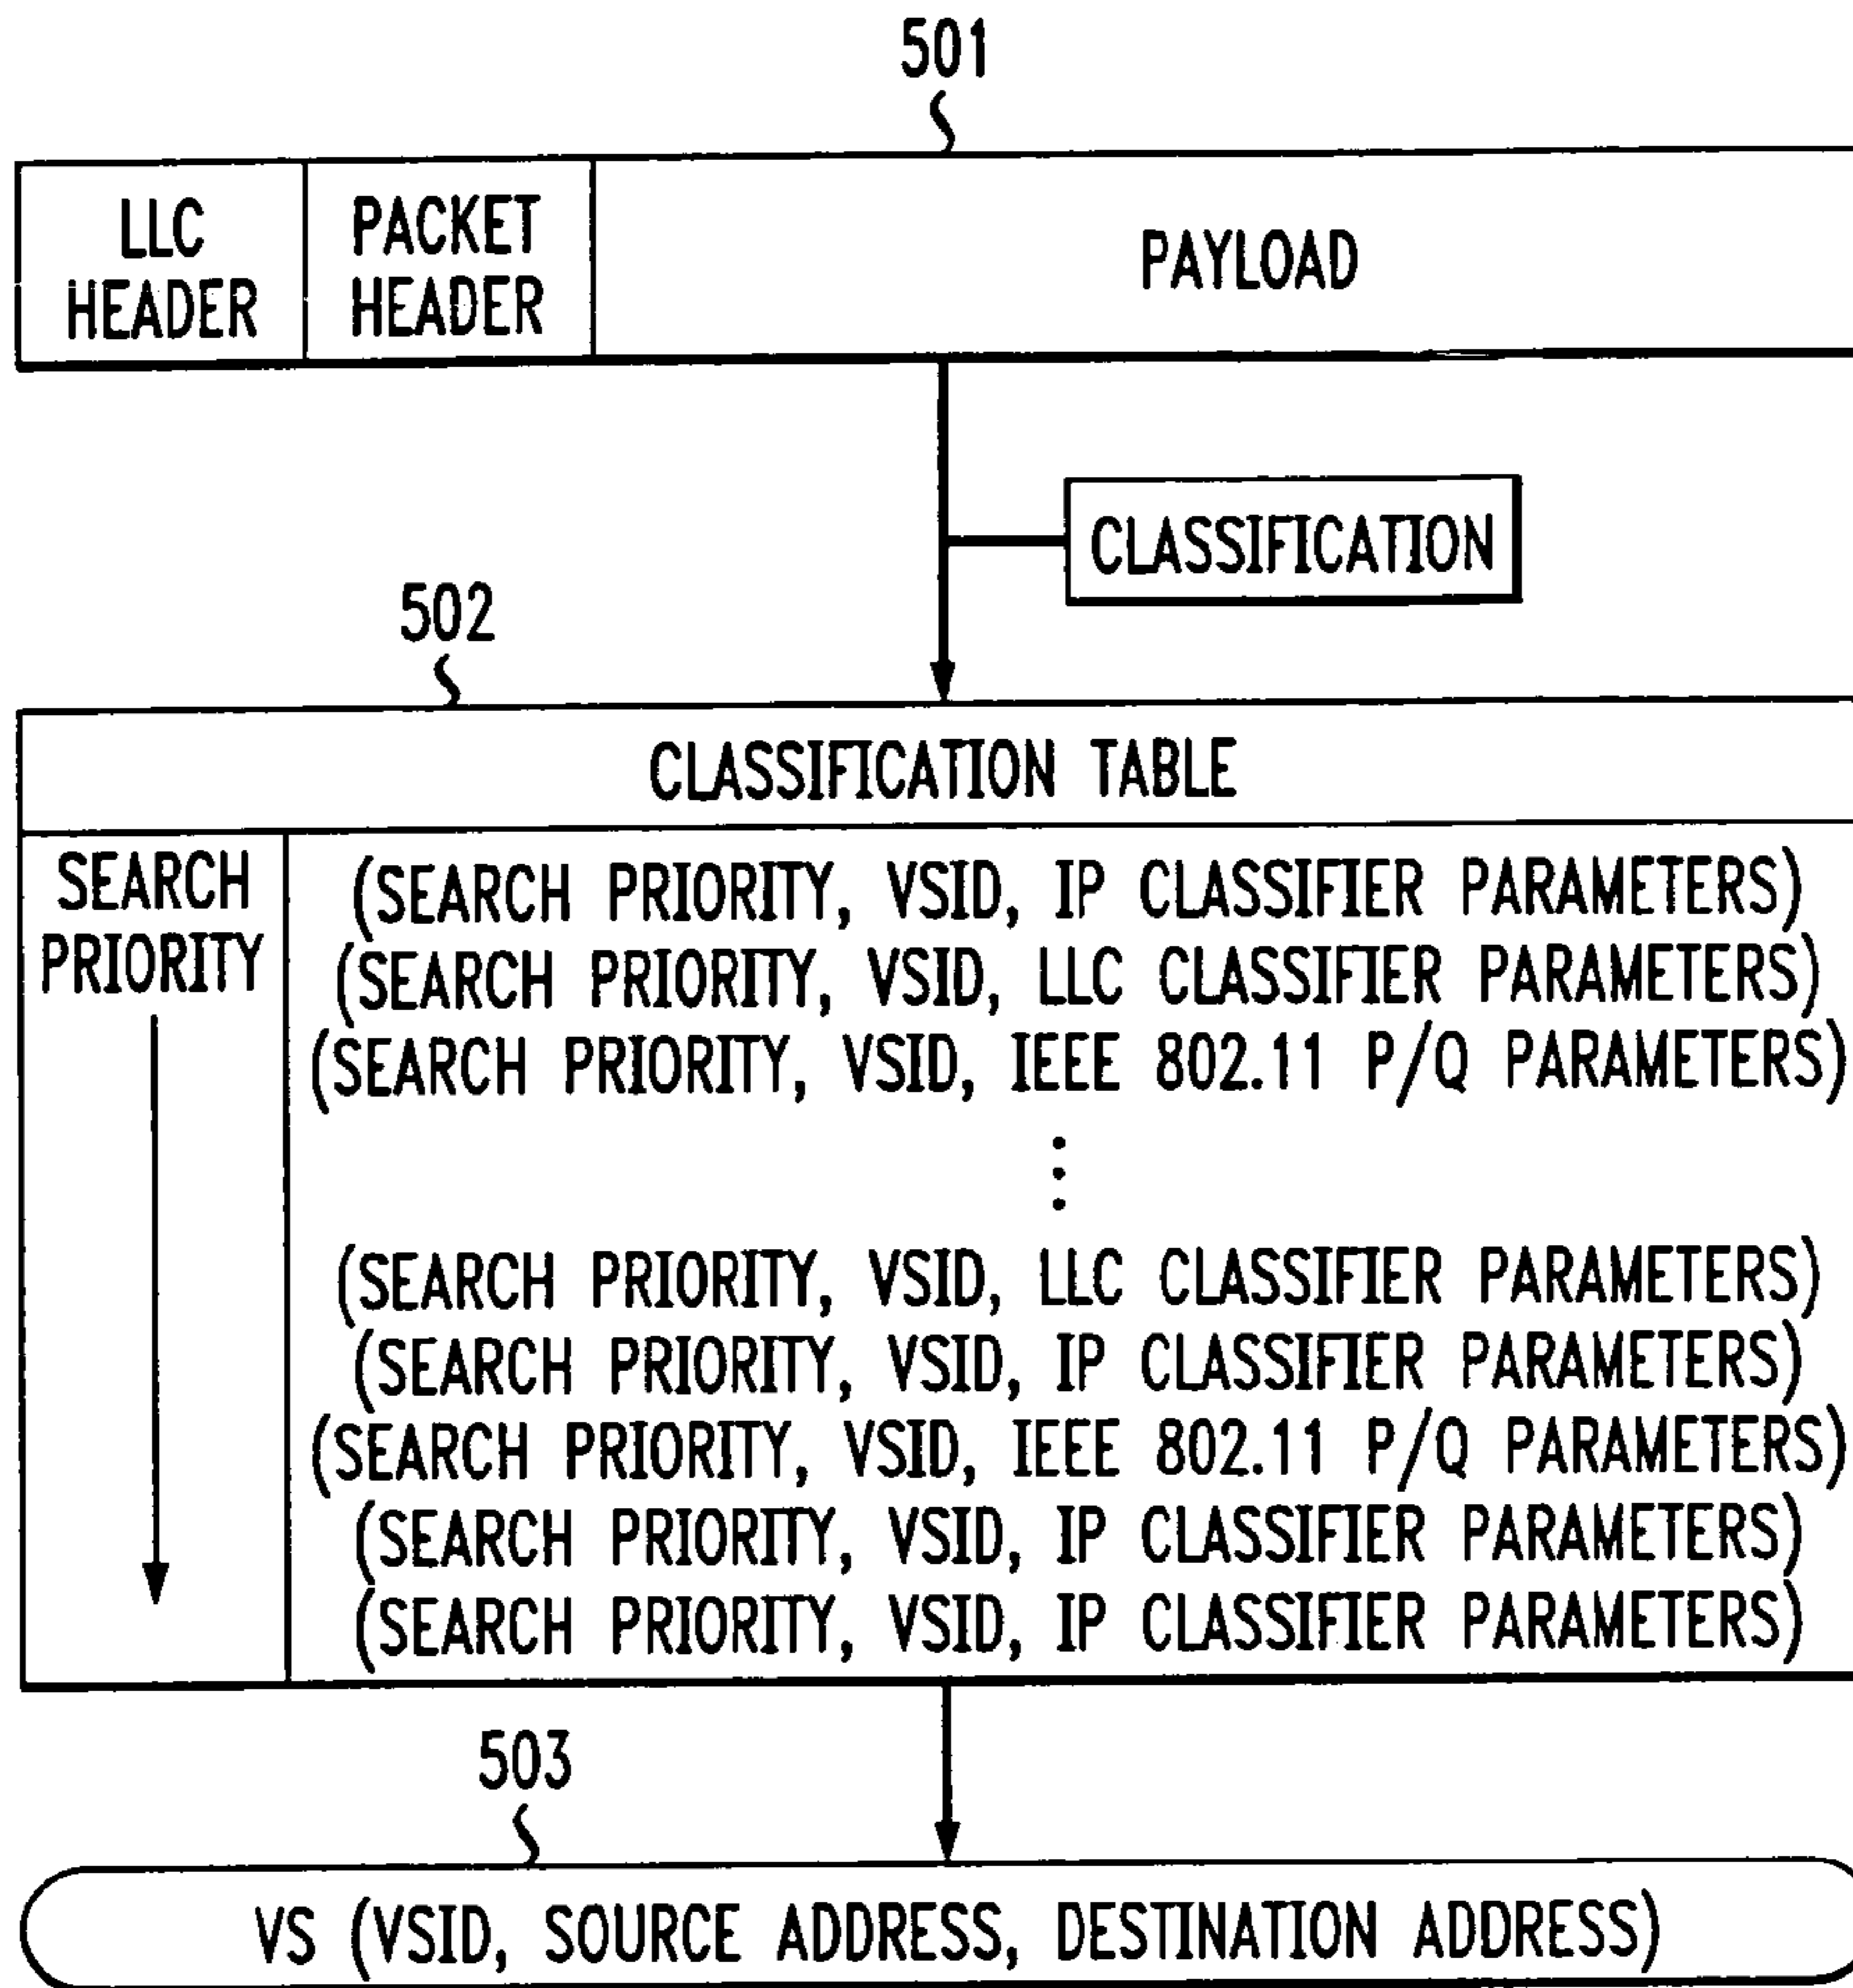 501
LLC HEADER
PACKET HEADER
PAYLOAD
CLASSIFICATION
502
CLASSIFICATION TABLE
SEARCH PRIORITY
(SEARCH PRIORITY, VSID, IP CLASSIFIER PARAMETERS)
(SEARCH PRIORITY, VSID, LLC CLASSIFIER PARAMETERS)
(SEARCH PRIORITY, VSID, IEEE 802.11 P/Q PARAMETERS)
⋮
(SEARCH PRIORITY, VSID, LLC CLASSIFIER PARAMETERS)
(SEARCH PRIORITY, VSID, IP CLASSIFIER PARAMETERS)
(SEARCH PRIORITY, VSID, IEEE 802.11 P/Q PARAMETERS)
(SEARCH PRIORITY, VSID, IP CLASSIFIER PARAMETERS)
(SEARCH PRIORITY, VSID, IP CLASSIFIER PARAMETERS)
503
VS (VSID, SOURCE ADDRESS, DESTINATION ADDRESS)